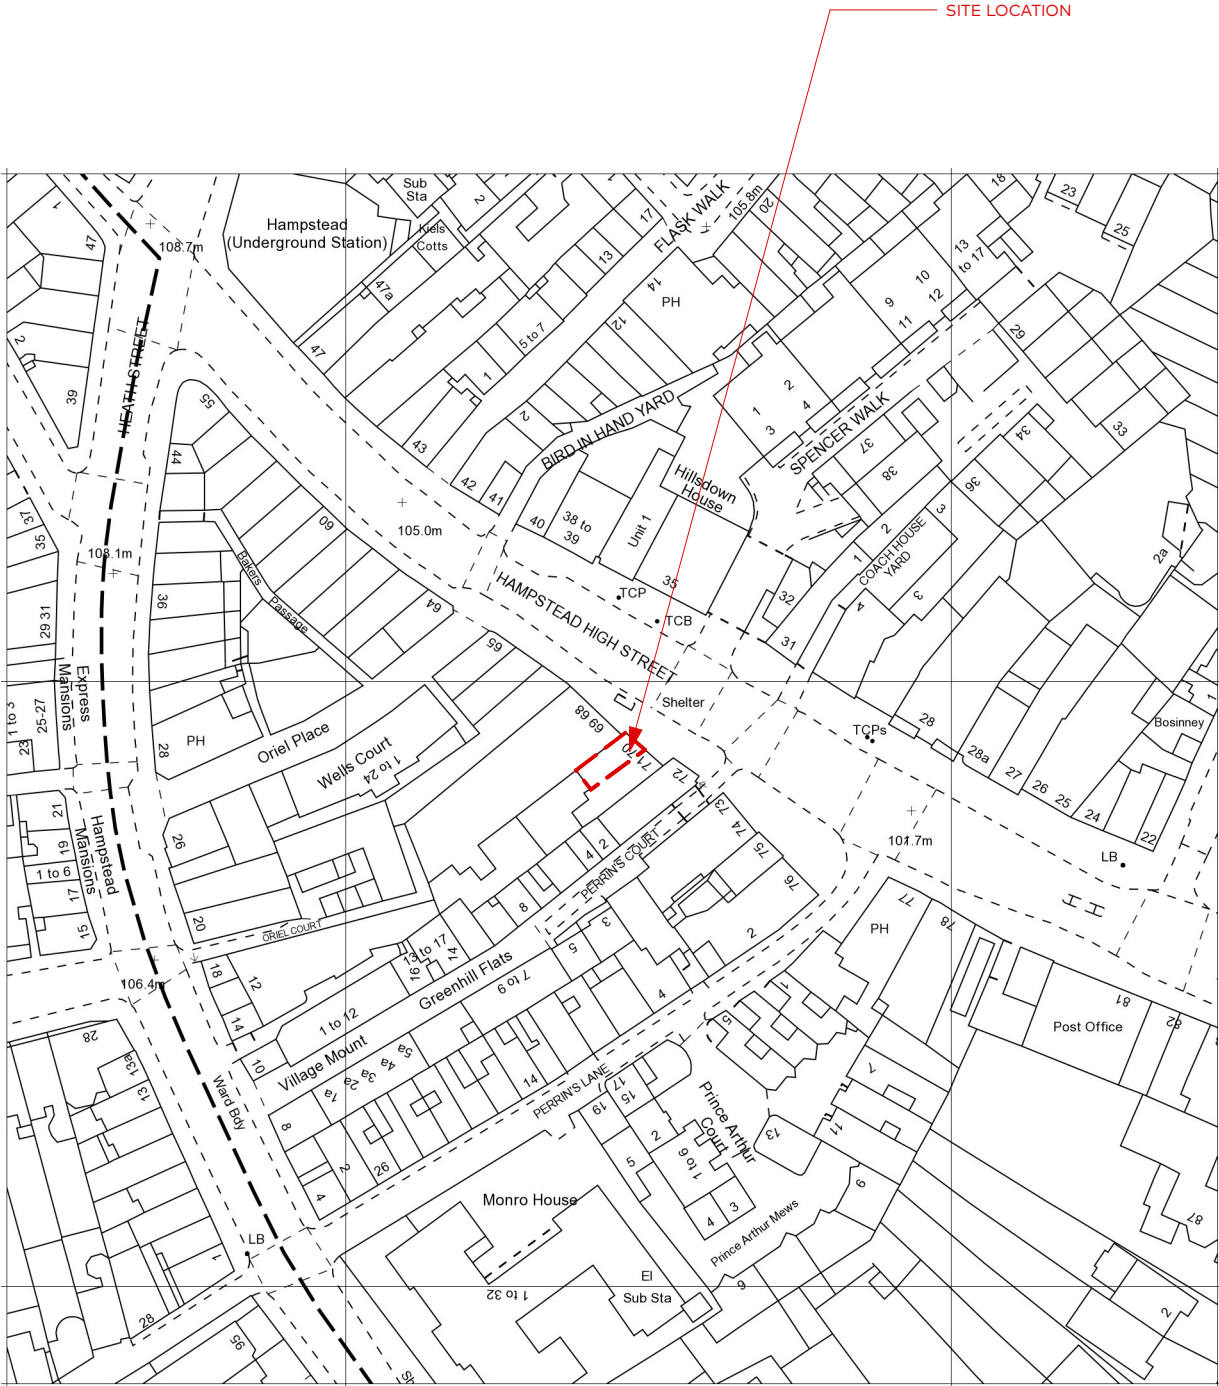 SITE LOCATION
Sub
Sta
2
17
FLASK WALK
105.8m
20
18
23
25
1
47
108.7m
Hampstead
(Underground Station)
Kiels
Cotts
47a
13
14
PH
13
to 17
10
9
12
11
29
2
HEATH STREET
47
5 to 7
12
39
55
1
2
1
4
3
2
BIRD IN HAND YARD
SPENCER WALK
37
34
33
44
43
42
41
38
36
Hillsdown
House
37
35
60
105.0m
40
38 to
39
Unit 1
2
3
1
COACH HOUSE
YARD
2a
108.1m
Bakers
Passage
36
HAMPSTEAD HIGH STREET
TCP
35
TCB
32
4
3
29 31
64
65
31
Express
Mansions
1 to 3
25-27
23
28
PH
Oriel Place
Wells Court
1 to 24
Shelter
68
69
70
71
72
TCPs
28
28a
27
26
25
24
22
Bosinney
1
21
19
1 to 6
17
15
Hampstead
Mansions
26
20
73
74
75
76
4
2
PERRIN'S COURT
8
101.7m
LB
ORIEL COURT
106.4m
18
12
14
13 to 17
16
74
Greenhill Flats
7 to 9
5
3
2
4
77
78
PH
81
82
Post Office
28
13a
13
10
1 to 12
Village Mount
1a
2a
3a
4a
5a
14
PERRIN'S LANE
5
1
7
11
13
Ward Bdy
8
2
4
26
17
15
19
2
5
1 to 6
Prince Arthur
Court
3
4
9
87
Monro House
Prince Arthur Mews
LB
1
28
1 to 32
El
Sub Sta
9
2
95